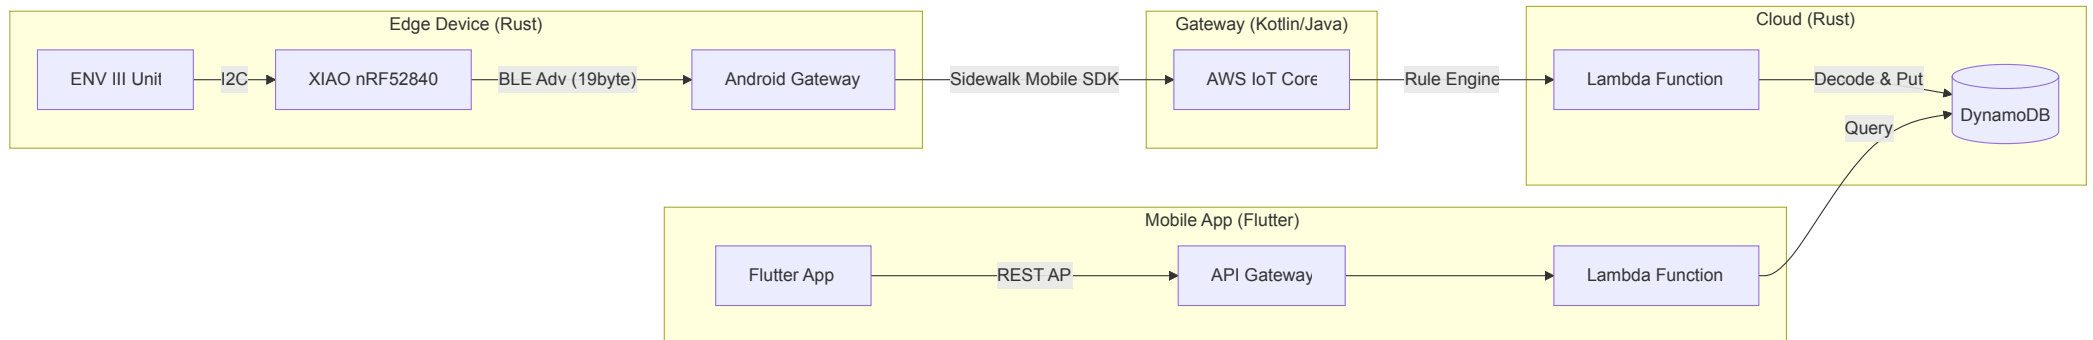 Edge Device (Rust)
ENV III Unit
I2C
XIAO nRF52840
BLE Adv (19byte)
Android Gateway
Sidewalk Mobile SDK
Gateway (Kotlin/Java)
AWS IoT Core
Rule Engine
Cloud (Rust)
Lambda Function
Decode & Put
DynamoDB
Query
Mobile App (Flutter)
Flutter App
REST AP
API Gateway
Lambda Function